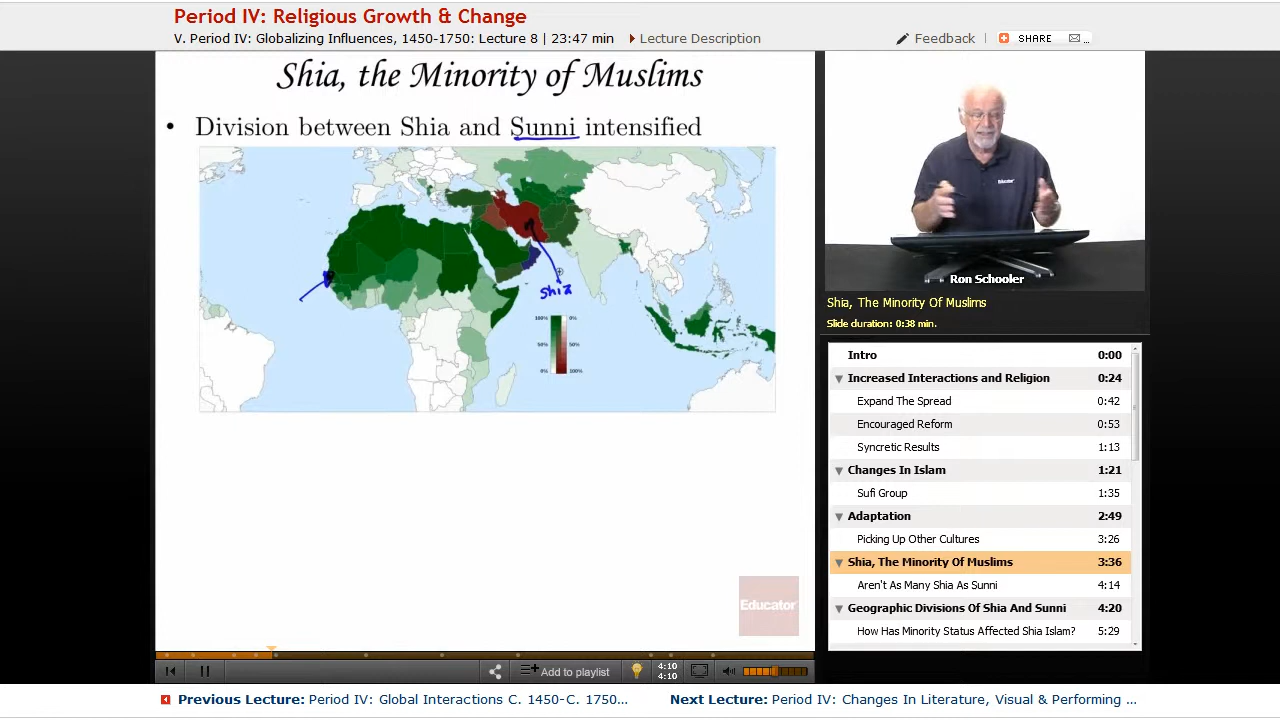 Period IV: Religious Growth & Change
V. Period IV: Globalizing Influences, 1450-1750: Lecture 8 | 23:47 min
Lecture Description
Feedback
SHARE
Shia, the Minority of Muslims
• Division between Shia and Sunni intensified
Shia
100% 0%
50% 50%
0% 100%
Educator
Educator
Ron Schooler
Shia, The Minority Of Muslims
Slide duration: 0:38 min.
Intro 0:00
Increased Interactions and Religion 0:24
Expand The Spread 0:42
Encouraged Reform 0:53
Syncretic Results 1:13
Changes In Islam 1:21
Sufi Group 1:35
Adaptation 2:49
Picking Up Other Cultures 3:26
Shia, The Minority Of Muslims 3:36
Aren't As Many Shia As Sunni 4:14
Geographic Divisions Of Shia And Sunni 4:20
How Has Minority Status Affected Shia Islam? 5:29
Add to playlist
4:10
4:10
Previous Lecture: Period IV: Global Interactions C. 1450-C. 1750...
Next Lecture: Period IV: Changes In Literature, Visual & Performing ...